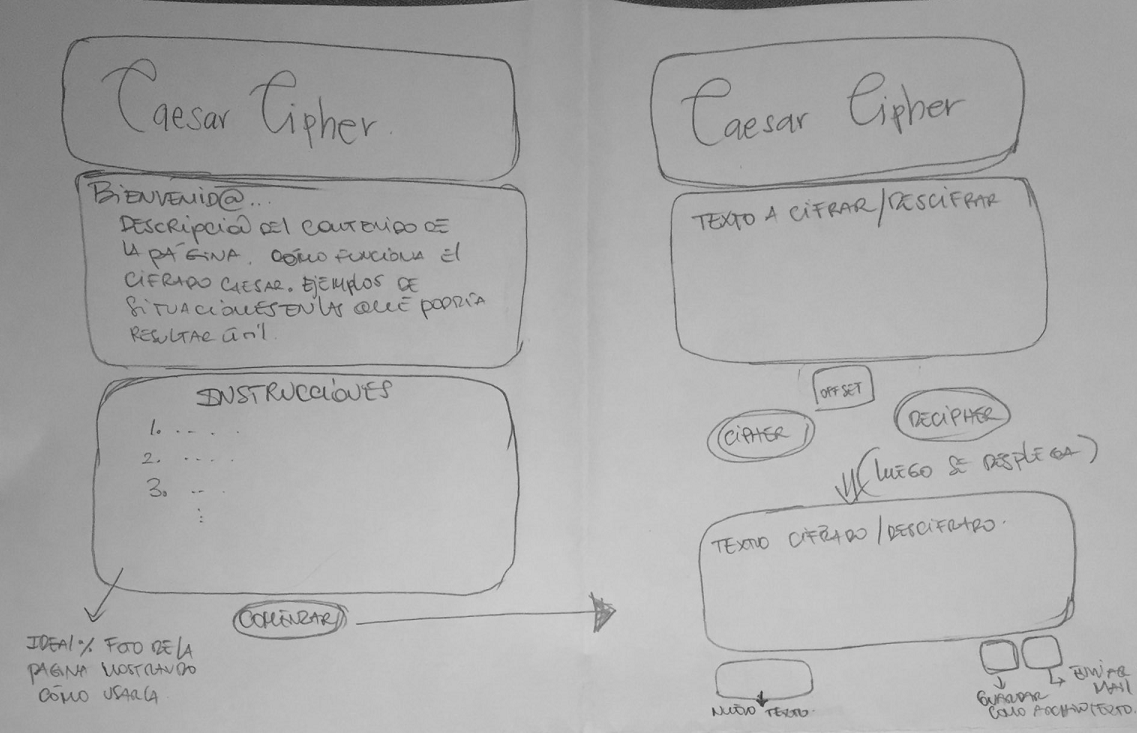 Caesar Cipher.
BIENVENID@...
DESCRIPCIÓN DEL CONTENIDO DE
LA PÁGINA. CÓMO FUNCIONA EL
CIFRADO CAESAR. EJEMPLOS DE
SITUACIONES EN LAS QUE PODRÍA
RESULTAR ÚTIL.
INSTRUCCIONES
1. .. . .
2. .....
3. .. .
COMENZAR
IDEAL % FOTO DE LA
PÁGINA MOSTRANDO
CÓMO USARLA
Caesar Cipher
TEXTO A CIFRAR/DESCIFRAR
OFFSET
CIPHER
DECIPHER
(LUEGO SE DESPLEGA)
TEXTO CIFRADO/DESCIFRADO.
NUEVO TEXTO.
GUARDAR
COMO ARCHIVO TEXTO.
ENVIAR
MAIL